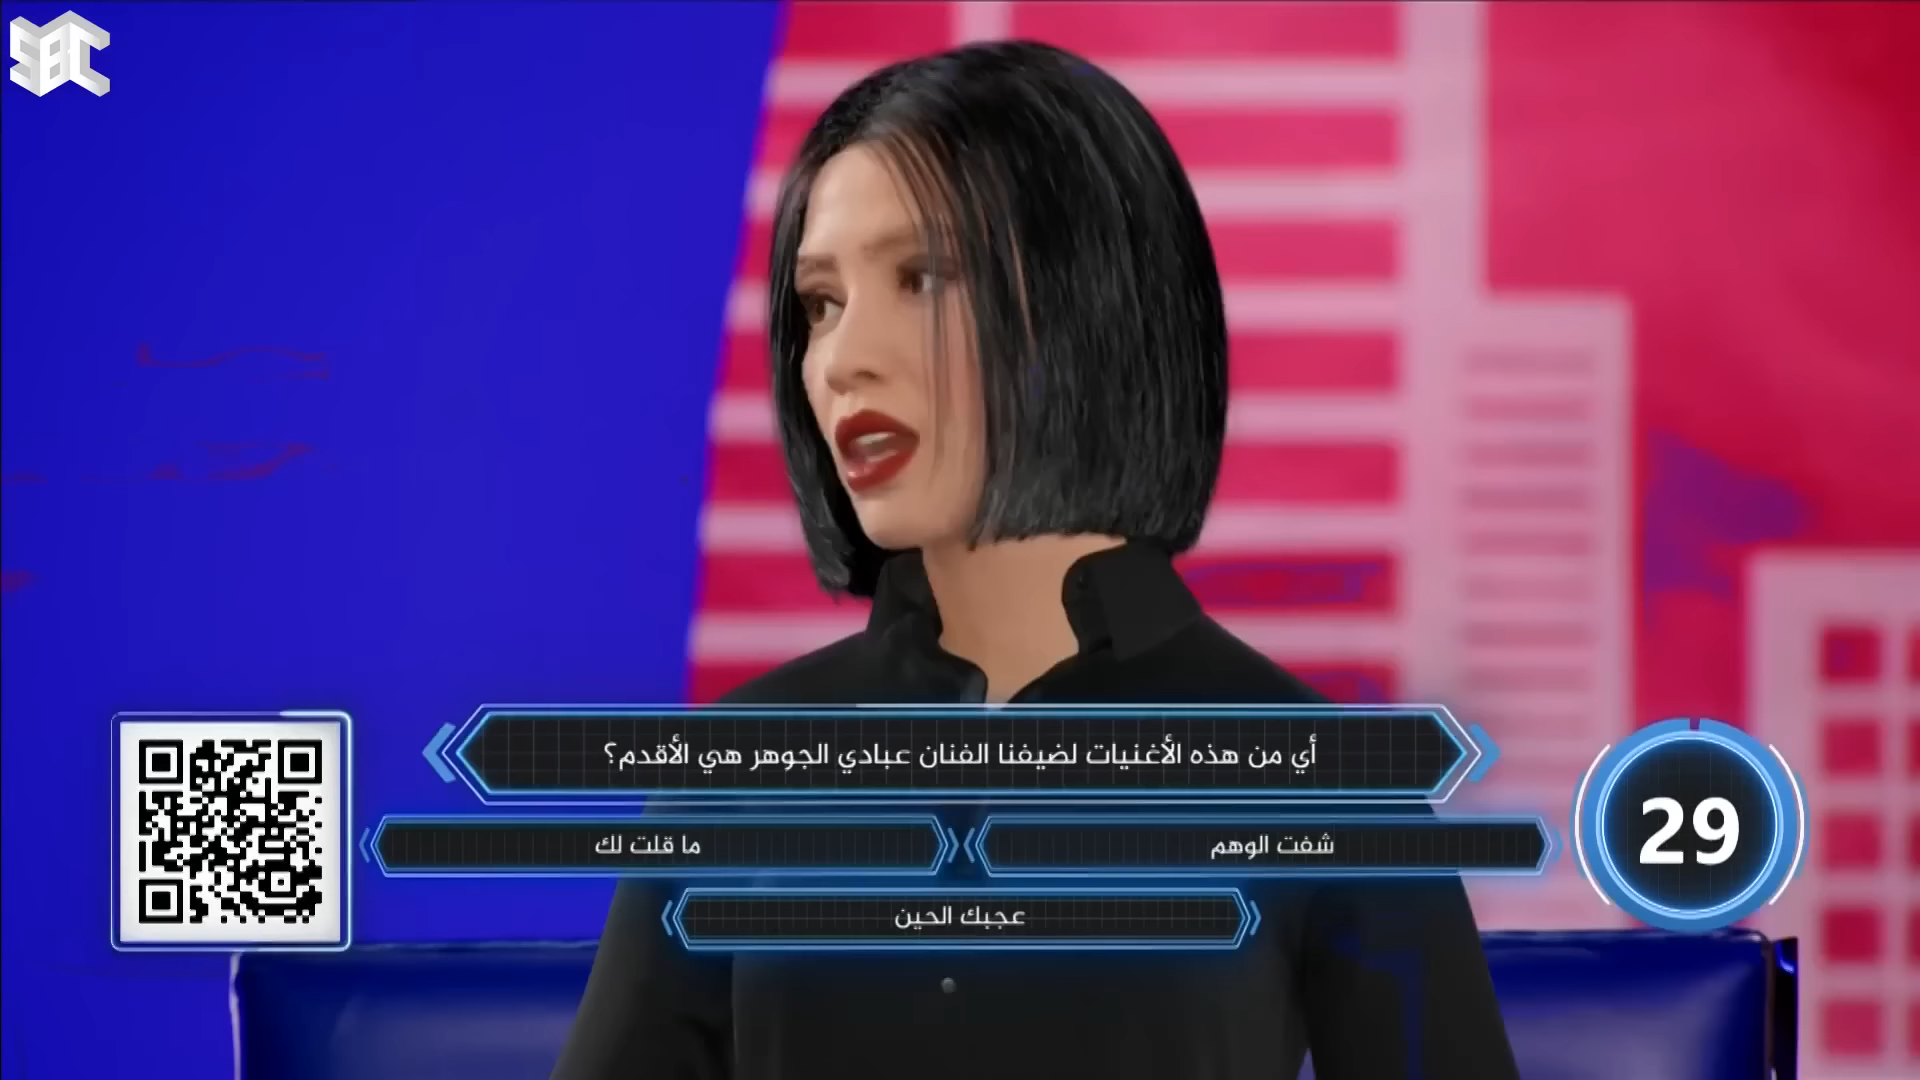 SBC
أي من هذه الأغنيات لضيفنا الفنان عبادي الجوهر هي الأقدم؟
شفت الوهم
ما قلت لك
عجبك الحين
29